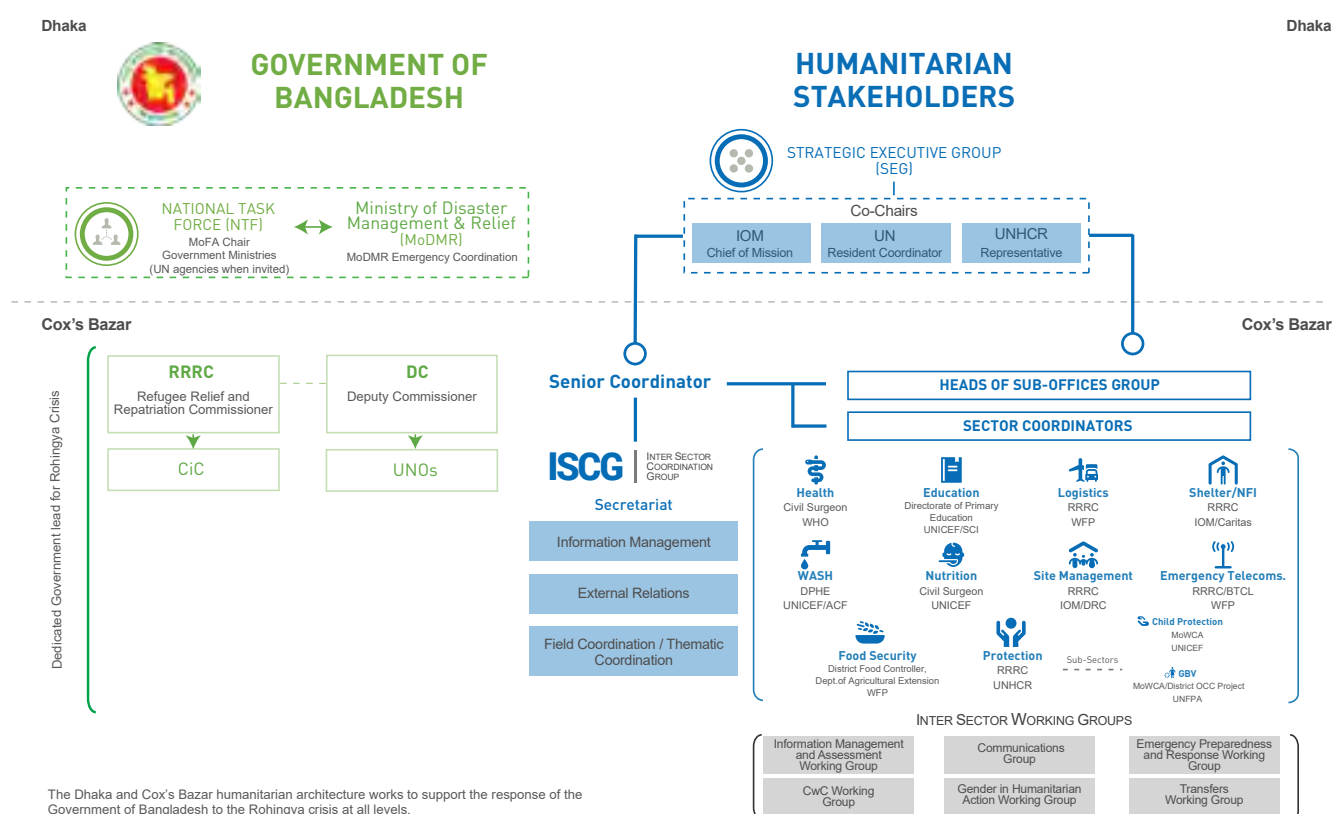 Dhaka
Dhaka
GOVERNMENT OF
BANGLADESH
HUMANITARIAN
STAKEHOLDERS
STRATEGIC EXECUTIVE GROUP
(SEG)
NATIONAL TASK
FORCE (NTF)
MoFA Chair
Government Ministries
(UN agencies when invited)
Ministry of Disaster
Management & Relief
(MoDMR)
MoDMR Emergency Coordination
Co-Chairs
IOM
Chief of Mission
UN
Resident Coordinator
UNHCR
Representative
Cox's Bazar
Cox's Bazar
Dedicated Government lead for Rohingya Crisis
RRRC
Refugee Relief and
Repatriation Commissioner
CiC
DC
Deputy Commissioner
UNOs
Senior Coordinator
HEADS OF SUB-OFFICES GROUP
SECTOR COORDINATORS
ISCG
INTER SECTOR
COORDINATION
GROUP
Secretariat
Information Management
External Relations
Field Coordination / Thematic
Coordination
Health
Civil Surgeon
WHO
Education
Directorate of Primary
Education
UNICEF/SCI
Logistics
RRRC
WFP
Shelter/NFI
RRRC
IOM/Caritas
WASH
DPHE
UNICEF/ACF
Nutrition
Civil Surgeon
UNICEF
Site Management
RRRC
IOM/DRC
Emergency Telecoms.
RRRC/BTCL
WFP
Food Security
District Food Controller,
Dept.of Agricultural Extension
WFP
Protection
RRRC
UNHCR
Sub-Sectors
Child Protection
MoWCA
UNICEF
GBV
MoWCA/District OCC Project
UNFPA
INTER SECTOR WORKING GROUPS
Information Management
and Assessment
Working Group
Communications
Group
Emergency Preparedness
and Response Working
Group
CwC Working
Group
Gender in Humanitarian
Action Working Group
Transfers
Working Group
The Dhaka and Cox's Bazar humanitarian architecture works to support the response of the
Government of Bangladesh to the Rohingya crisis at all levels.